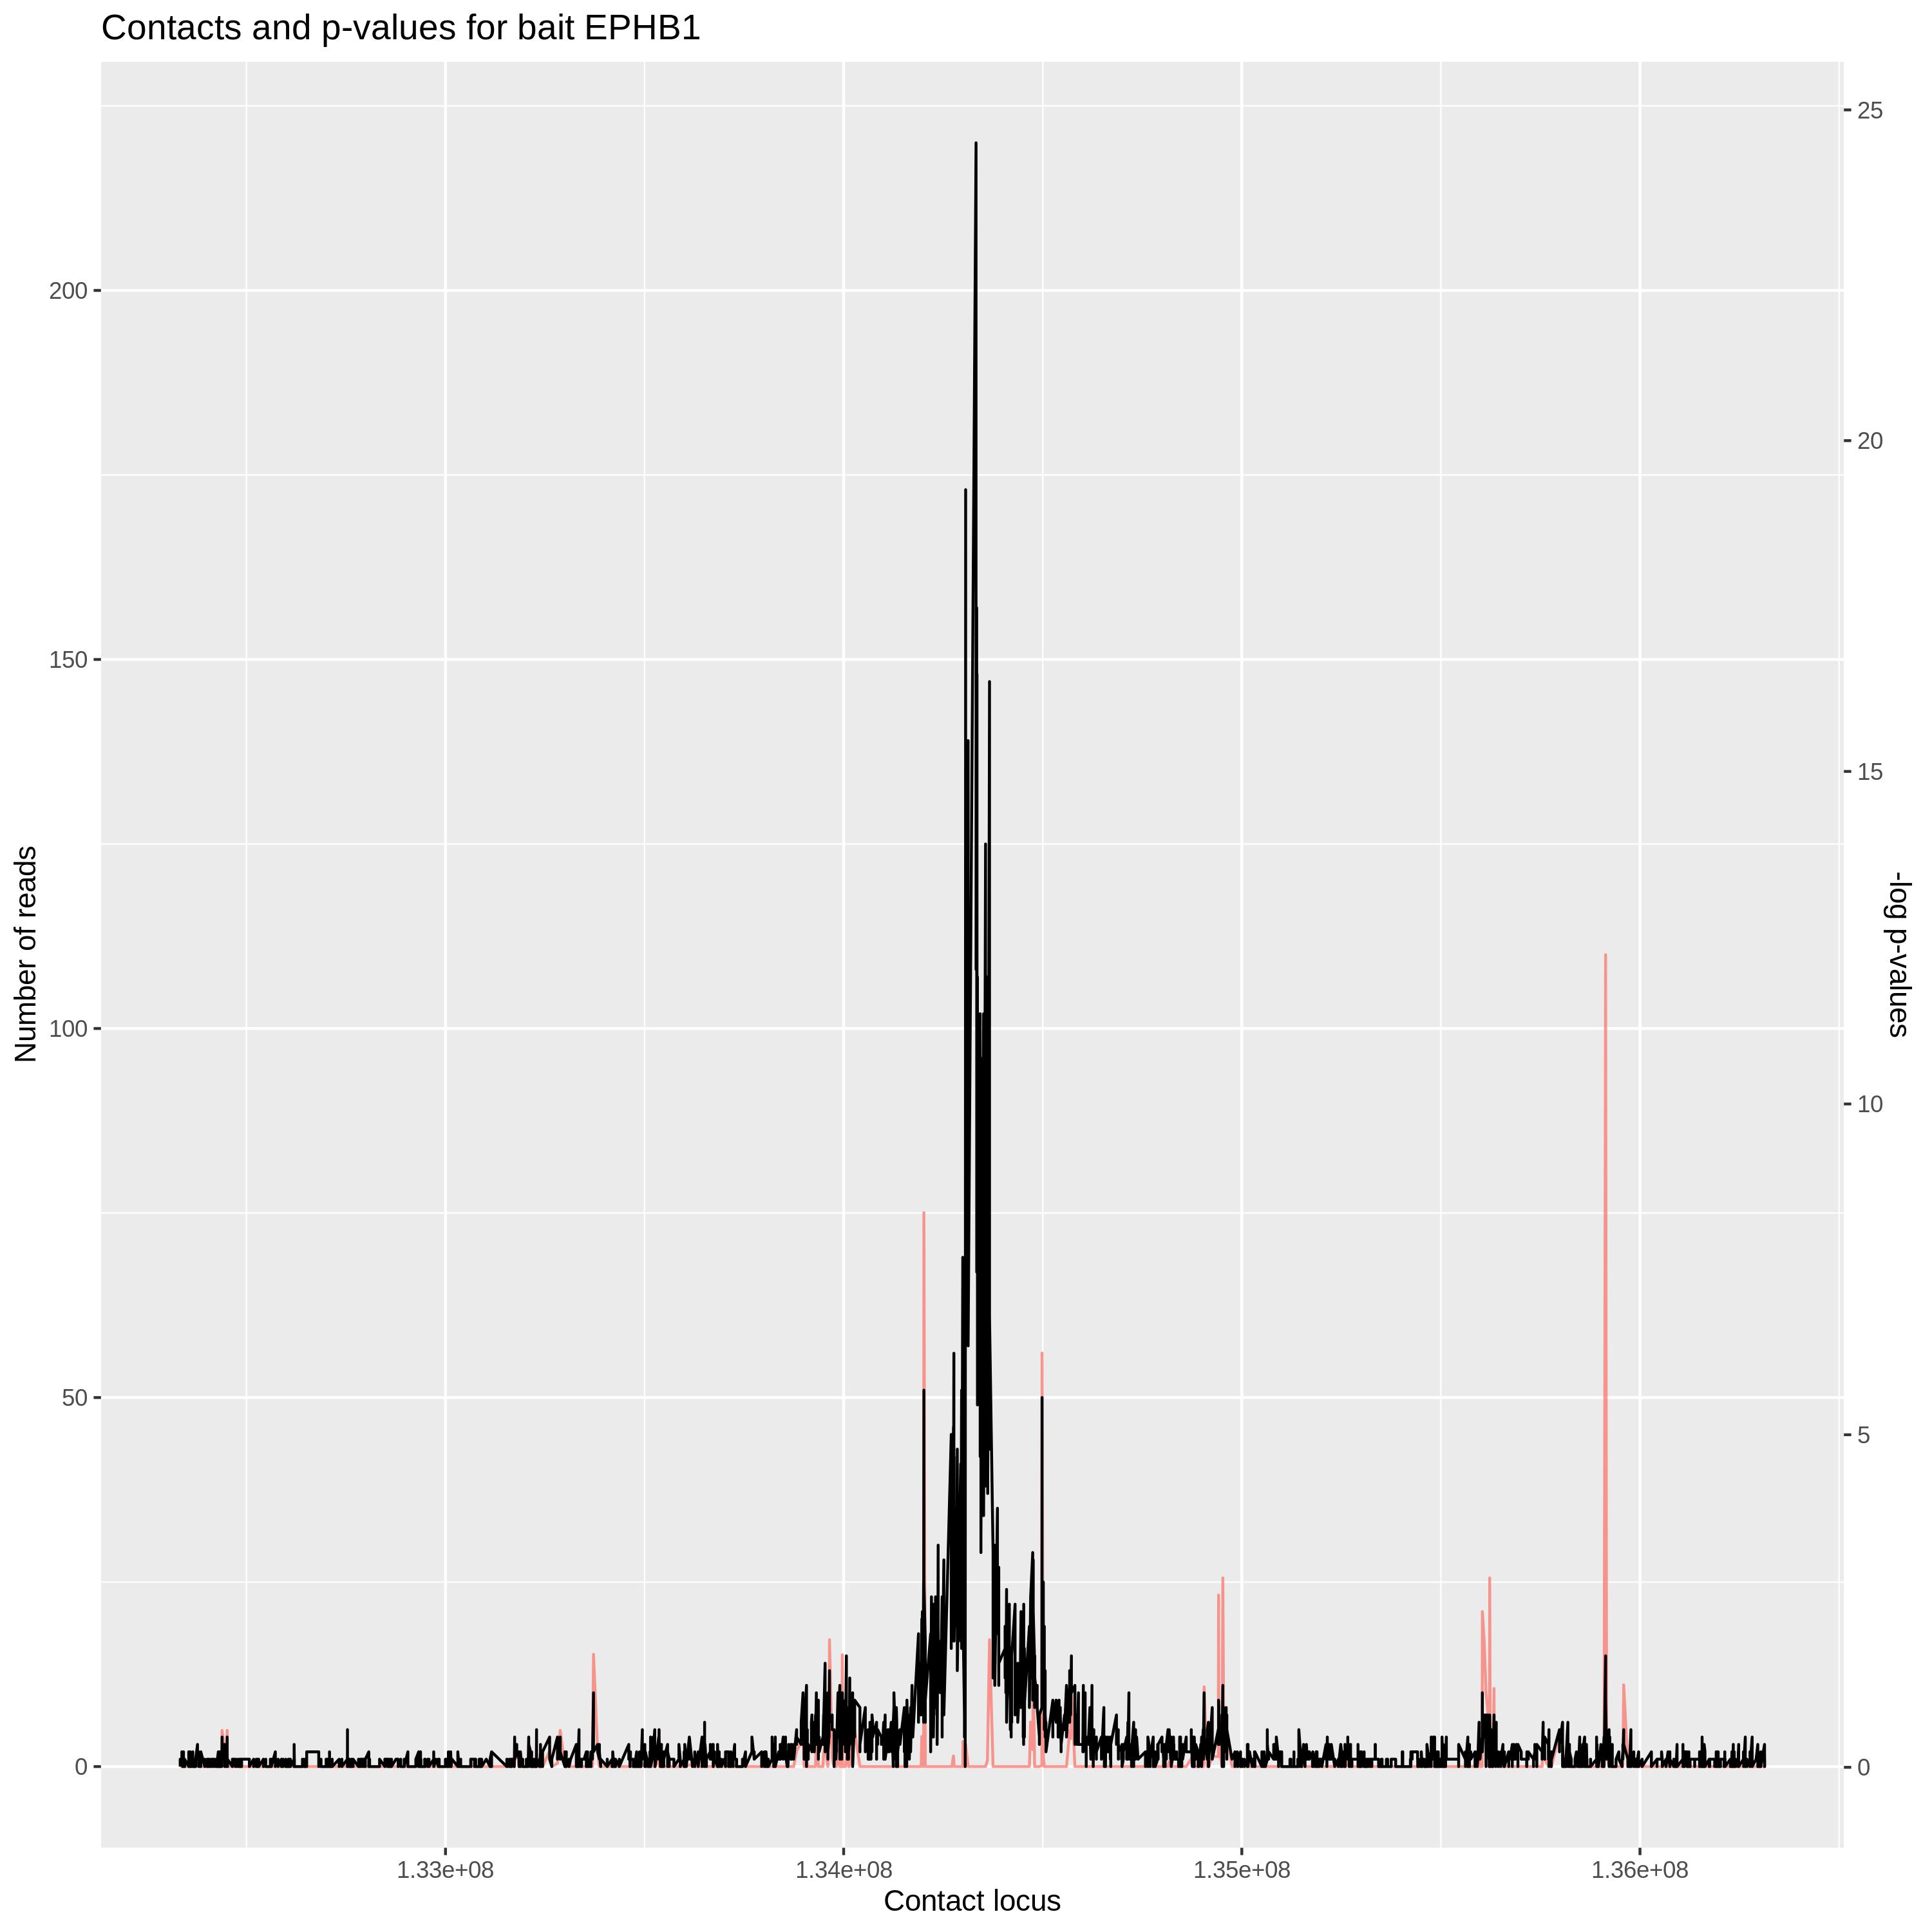 Contacts and p-values for bait EPHB1
25
200
20
150
15
Number of reads
-log p-values
100
10
50
5
0
0
1.33e+08
1.34e+08
1.35e+08
1.36e+08
Contact locus